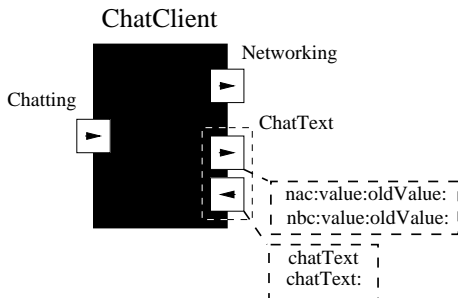 ChatClient
Networking
Chatting
ChatText
nac:value:oldValue:
nbc:value:oldValue:
chatText
chatText: